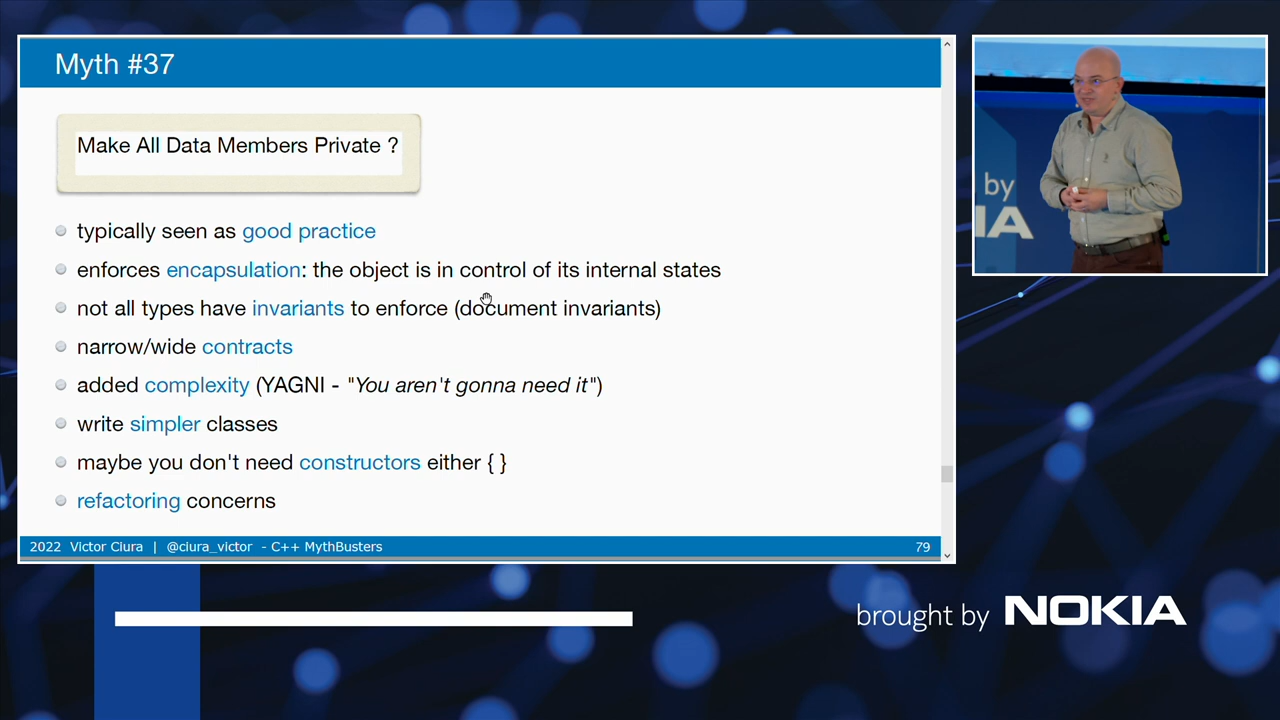 Myth #37
Make All Data Members Private ?
typically seen as good practice
enforces encapsulation: the object is in control of its internal states
not all types have invariants to enforce (document invariants)
narrow/wide contracts
added complexity (YAGNI - "You aren't gonna need it")
write simpler classes
maybe you don't need constructors either { }
refactoring concerns
2022 Victor Ciura | @ciura_victor - C++ MythBusters
79
by
IA
brought by NOKIA